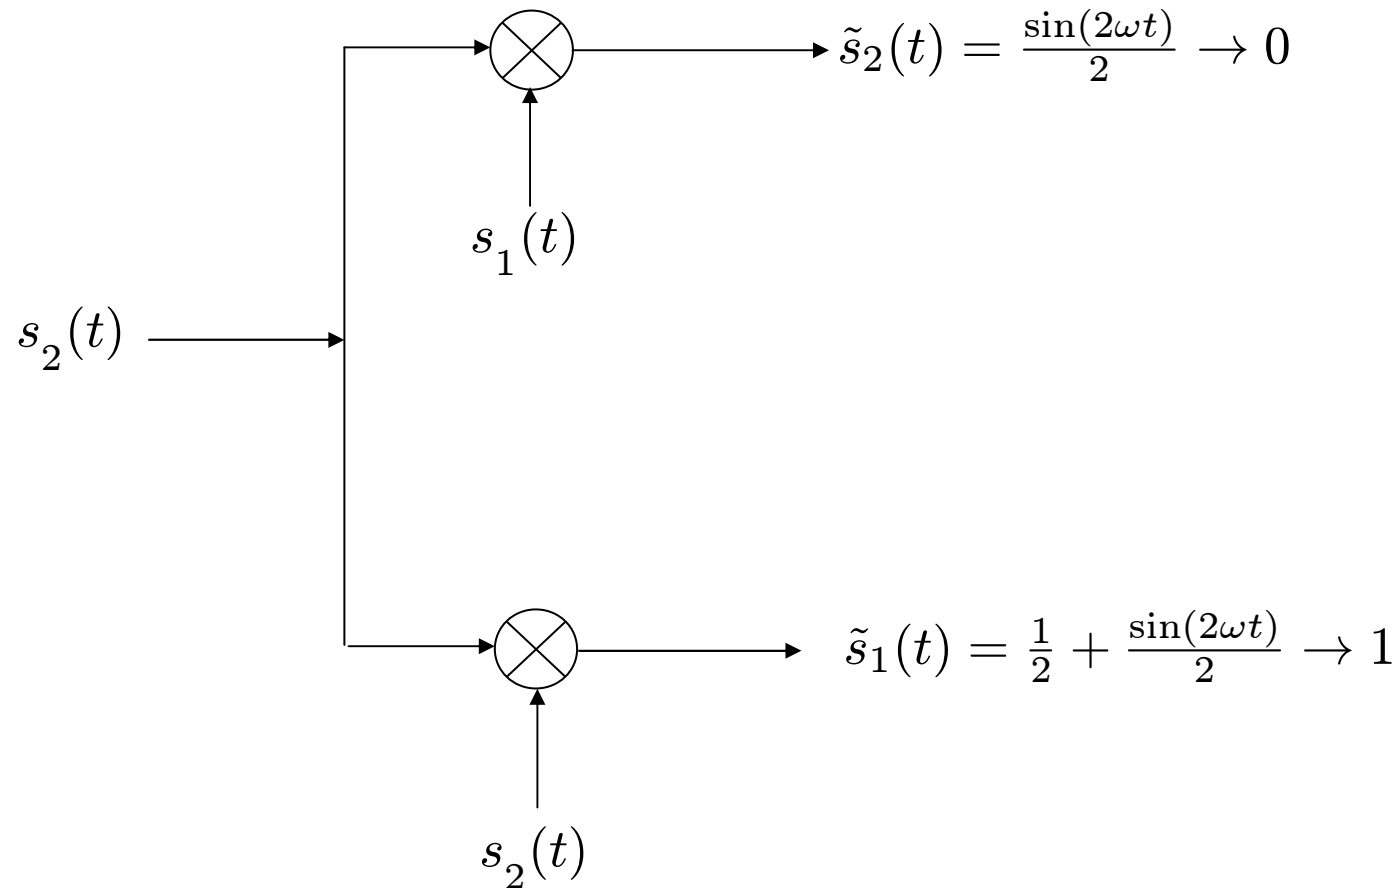 s̃₂(t) = sin(2ωt)/2 → 0
s₁(t)
s₂(t)
s̃₁(t) = 1/2 + sin(2ωt)/2 → 1
s₂(t)